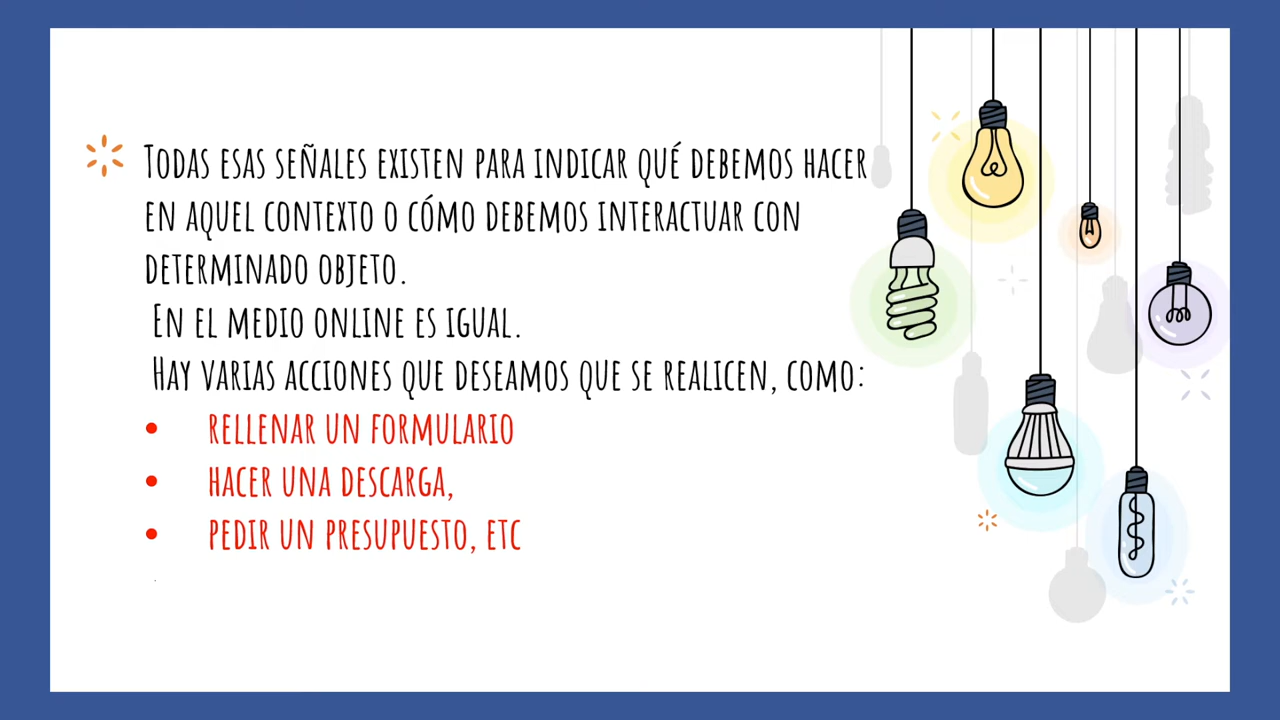 Todas esas señales existen para indicar qué debemos hacer
en aquel contexto o cómo debemos interactuar con
determinado objeto.
En el medio online es igual.
Hay varias acciones que deseamos que se realicen, como:
• rellenar un formulario
• hacer una descarga,
• pedir un presupuesto, etc
.